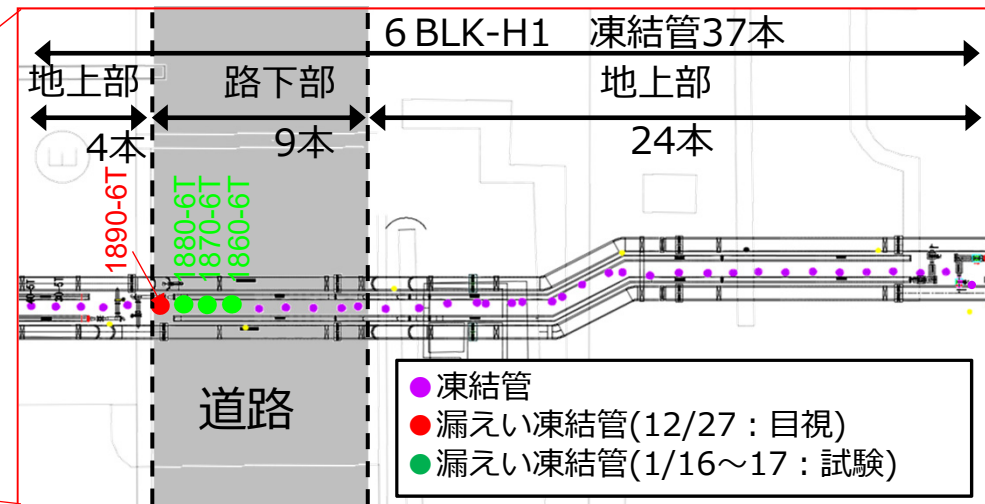 6 BLK-H1 凍結管37本
地上部 路下部 地上部
4本 9本 24本
E
1890-6T
1880-6T
1870-6T
1860-6T
道路
凍結管
漏えい凍結管(12/27：目視)
漏えい凍結管(1/16～17：試験)